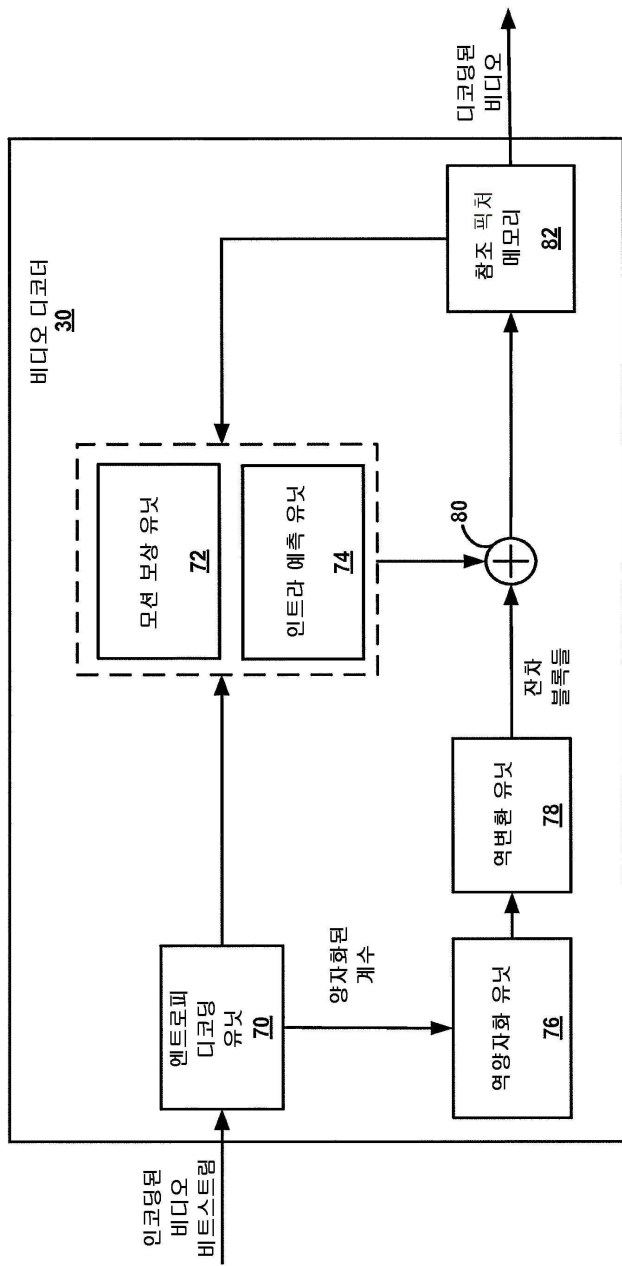 비디오 디코더
30
인코딩된
비디오
비트스트림
엔트로피
디코딩
유닛
70
모션 보상 유닛
72
인트라 예측 유닛
74
양자화된
계수
역양자화 유닛
76
역변환 유닛
78
잔차
블록들
80
참조 픽처
메모리
82
디코딩된
비디오